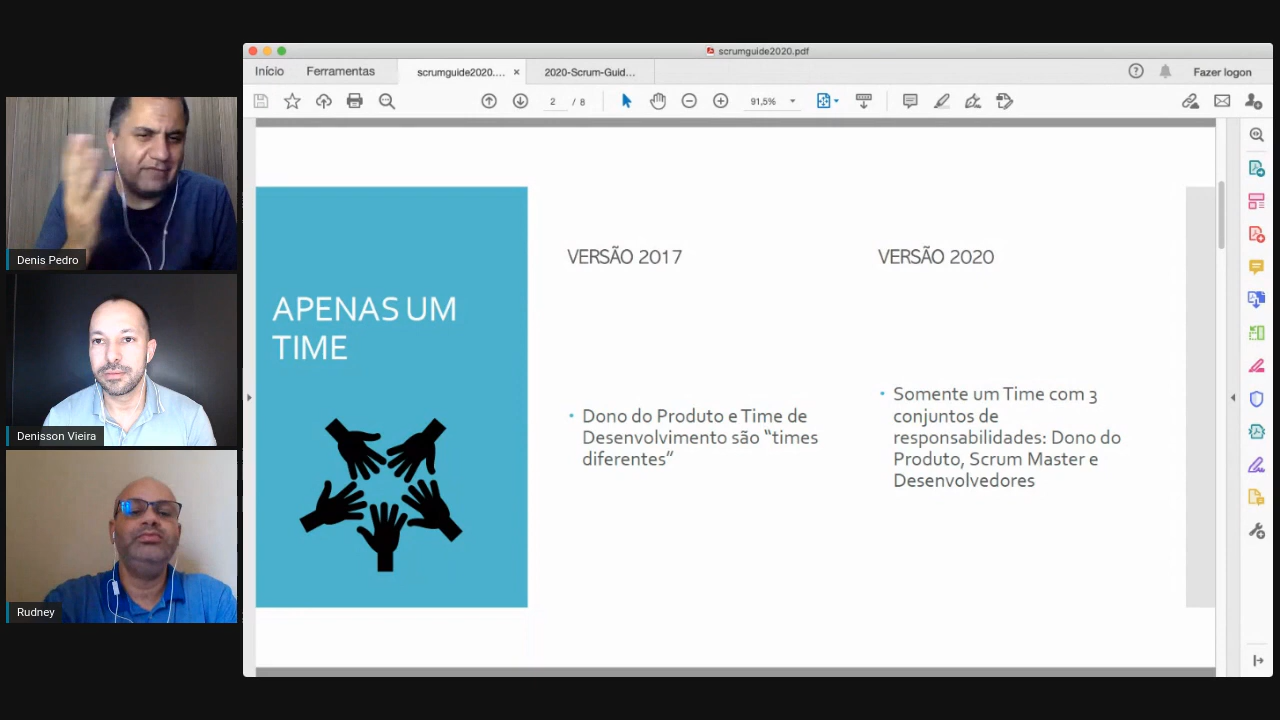 Denis Pedro
Denisson Vieira
Rudney
scrumguide2020.pdf
Início
Ferramentas
scrumguide2020....
×
2020-Scrum-Guid...
?
Fazer logon
2 / 8
91,5%
APENAS UM
TIME
VERSÃO 2017
• Dono do Produto e Time de
Desenvolvimento são “times
diferentes”
VERSÃO 2020
• Somente um Time com 3
conjuntos de
responsabilidades: Dono do
Produto, Scrum Master e
Desenvolvedores